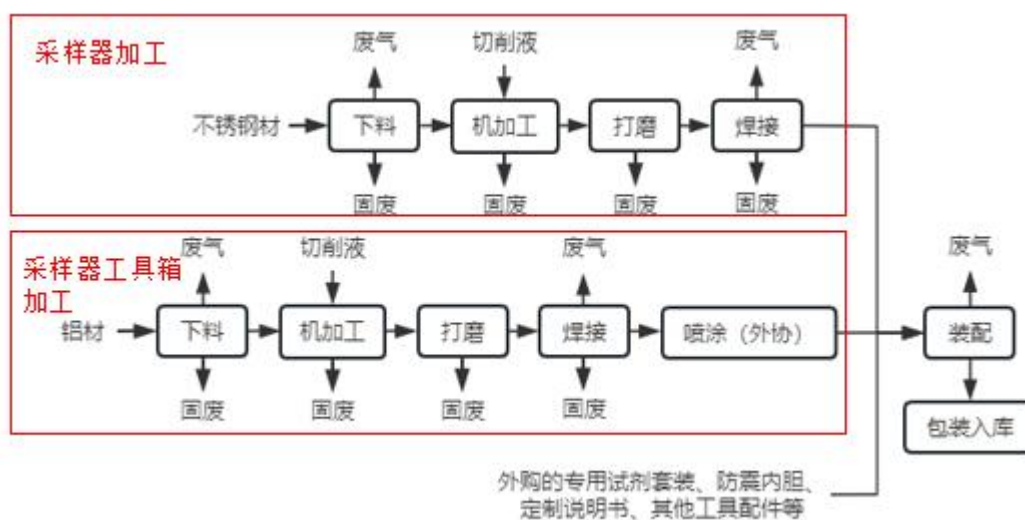 采样器加工
废气
切削液
废气
不锈钢材
下料
机加工
打磨
焊接
固废
固废
固废
固废
采样器工具箱
加工
废气
切削液
废气
废气
铝材
下料
机加工
打磨
焊接
喷涂（外协）
装配
固废
固废
固废
固废
包装入库
外购的专用试剂套装、防震内胆、
定制说明书、其他工具配件等